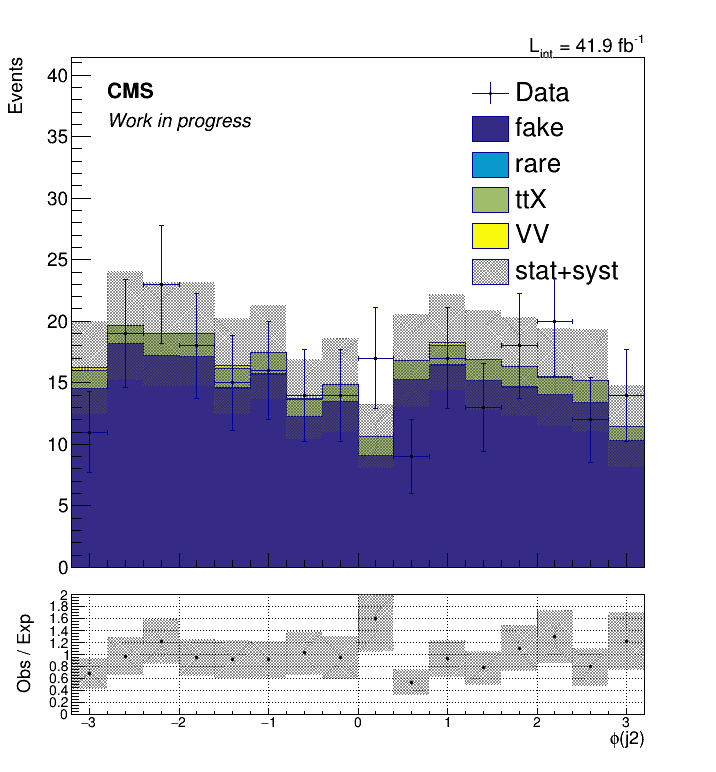 L_int = 41.9 fb^-1
Events
40
35
30
25
20
15
10
5
0
CMS
Work in progress
Data
fake
rare
ttX
VV
stat+syst
Obs / Exp
2
1.8
1.6
1.4
1.2
1
0.8
0.6
0.4
0.2
0
−3 −2 −1 0 1 2 3
ϕ(j2)